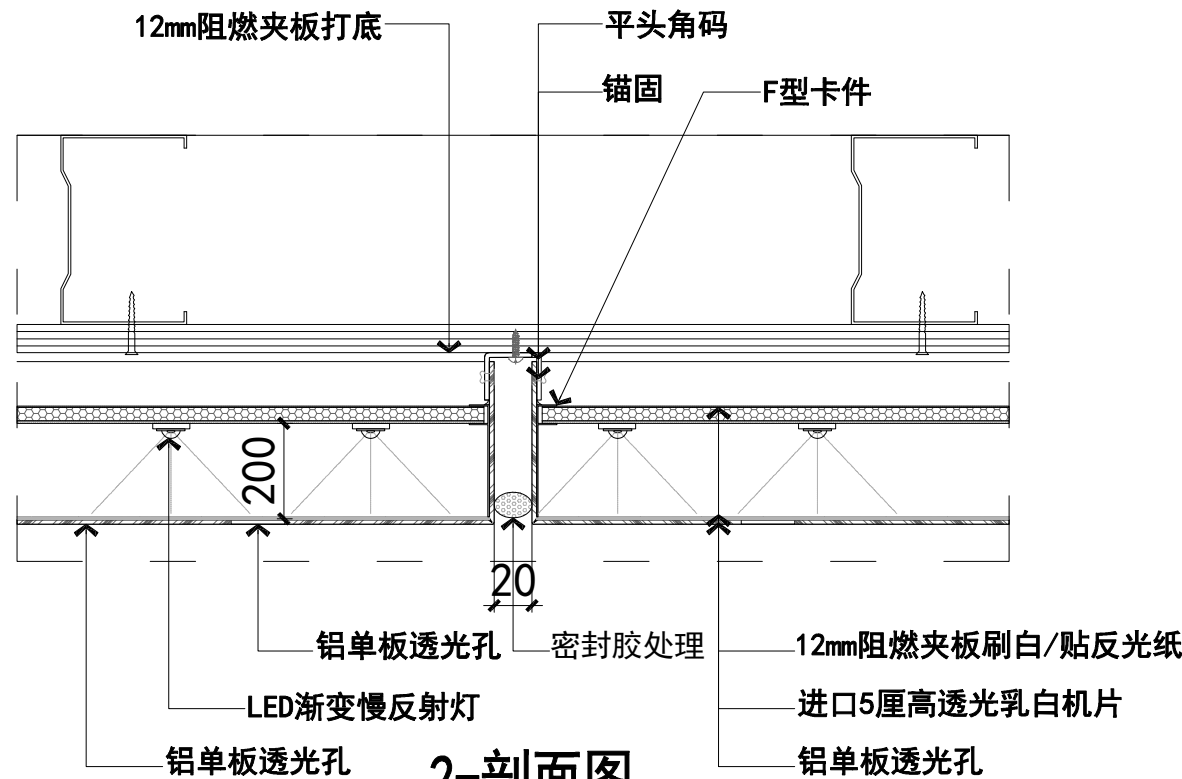 12mm阻燃夹板打底
平头角码
锚固
F型卡件
200
20
铝单板透光孔
密封胶处理
12mm阻燃夹板刷白/贴反光纸
LED渐变慢反射灯
进口5厘高透光乳白机片
铝单板透光孔
2-剖面图
铝单板透光孔